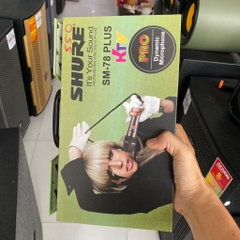 SHURE
It's Your Sound
SM-78 PLUS
KTV
PRO
Dynamic
Microphone